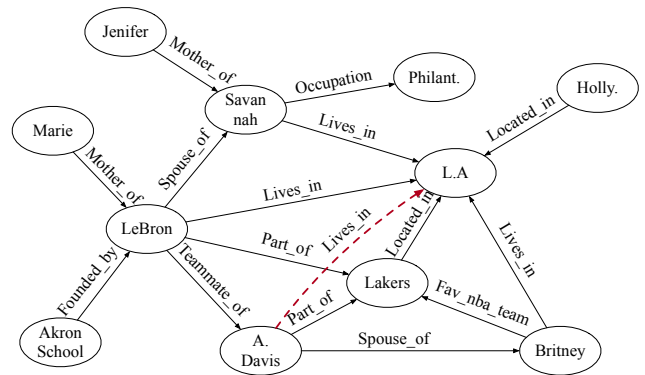 Jenifer
Mother_of
Savan
nah
Occupation
Philant.
Holly.
Located_in
Marie
Mother_of
Spouse_of
Lives_in
L.A
LeBron
Lives_in
Lives_in
Located_in
Part_of
Lakers
Founded_by
Teammate_of
Part_of
Fav_nba_team
Lives_in
Akron
School
A.
Davis
Spouse_of
Britney